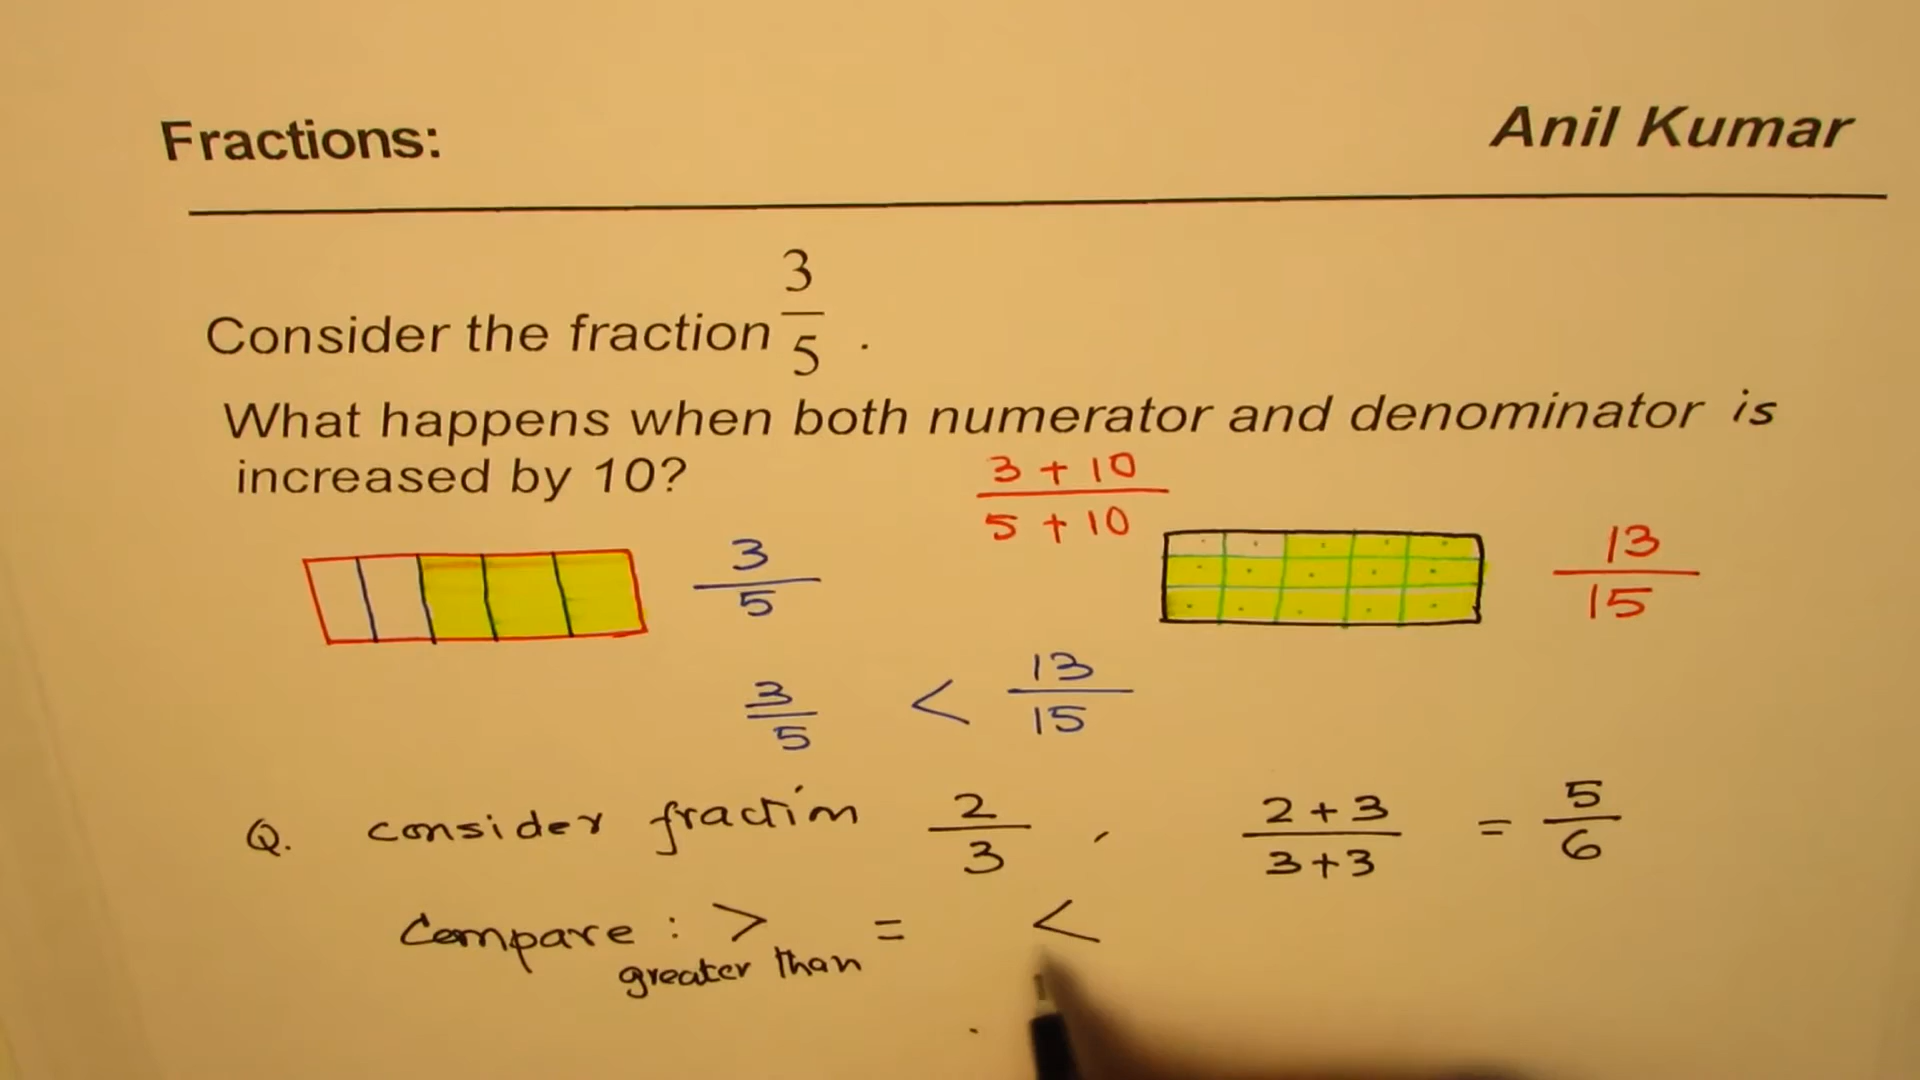 Fractions:
Anil Kumar
Consider the fraction 3/5 .
What happens when both numerator and denominator is
increased by 10?
3 + 10 / 5 + 10
3/5
13/15
3/5 < 13/15
Q. consider fraction 2/3 , 2+3 / 3+3 = 5/6
Compare : > = <
greater than